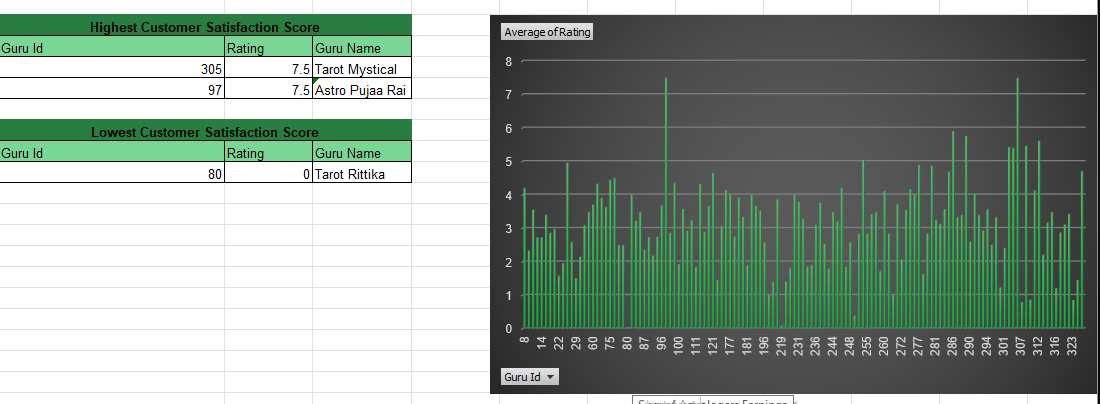 Highest Customer Satisfaction Score
Guru Id Rating Guru Name
305 7.5 Tarot Mystical
97 7.5 Astro Pujaa Rai
Lowest Customer Satisfaction Score
Guru Id Rating Guru Name
80 0 Tarot Rittika
Average of Rating
8
7
6
5
4
3
2
1
0
8 14 22 29 60 75 80 87 96 100 111 121 177 181 196 219 231 236 244 248 255 260 272 277 281 286 290 294 301 307 312 316 323
Guru Id